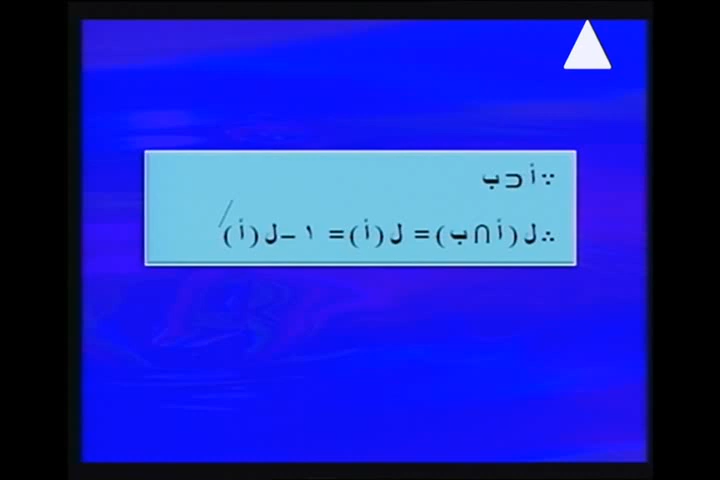 ∵ أ ⊃ ب
∴ ل (أ ∩ ب) = ل (أ) = ١ – ل (أ)/